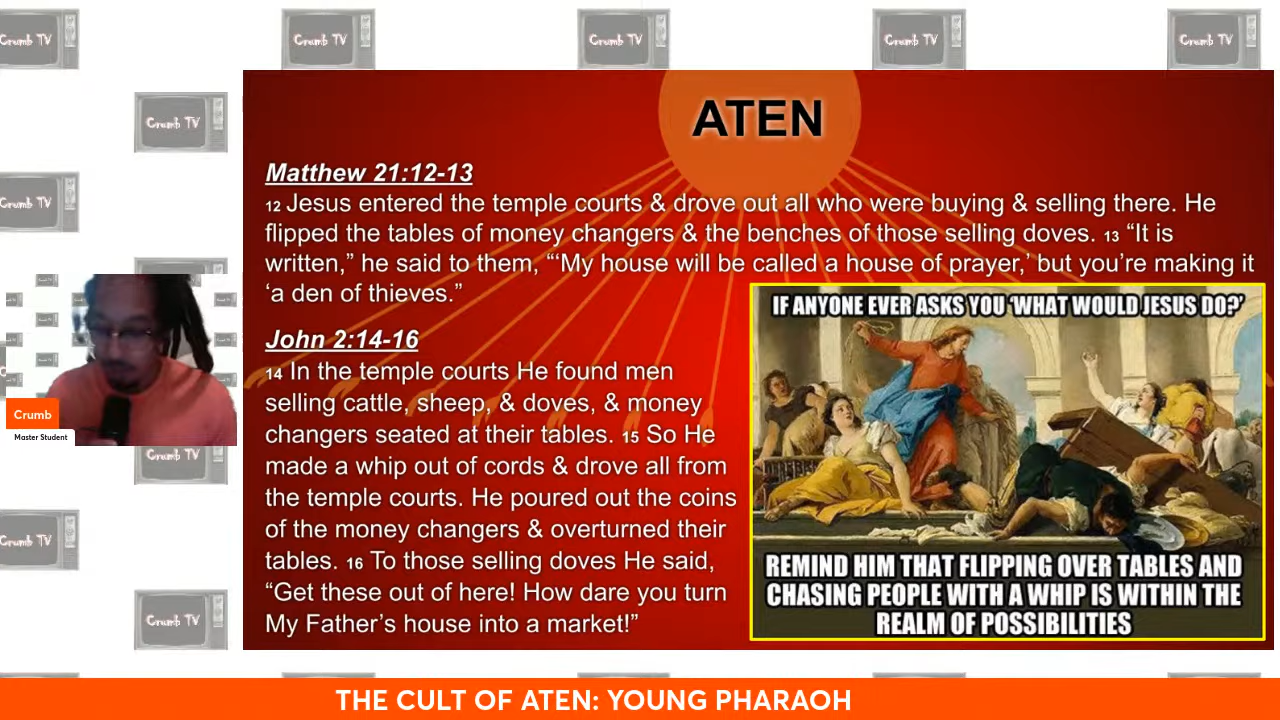 Crumb TV
Crumb TV
Crumb TV
Crumb TV
Crumb TV
Crumb TV
Crumb TV
ATEN
Matthew 21:12-13
12 Jesus entered the temple courts & drove out all who were buying & selling there. He
flipped the tables of money changers & the benches of those selling doves. 13 “It is
written,” he said to them, “‘My house will be called a house of prayer,’ but you’re making it
‘a den of thieves.”
John 2:14-16
14 In the temple courts He found men
selling cattle, sheep, & doves, & money
changers seated at their tables. 15 So He
made a whip out of cords & drove all from
the temple courts. He poured out the coins
of the money changers & overturned their
tables. 16 To those selling doves He said,
“Get these out of here! How dare you turn
My Father’s house into a market!”
IF ANYONE EVER ASKS YOU 'WHAT WOULD JESUS DO?'
REMIND HIM THAT FLIPPING OVER TABLES AND
CHASING PEOPLE WITH A WHIP IS WITHIN THE
REALM OF POSSIBILITIES
Crumb
Master Student
Crumb TV
Crumb TV
Crumb TV
THE CULT OF ATEN: YOUNG PHARAOH